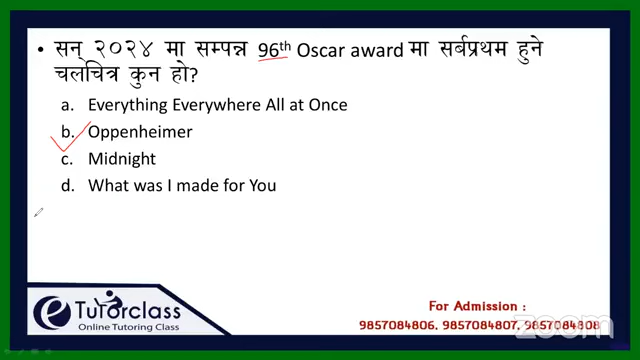 • सन् २०२४ मा सम्पन्न 96th Oscar award मा सर्बप्रथम हुने
चलचित्र कुन हो?
a. Everything Everywhere All at Once
b. Oppenheimer
c. Midnight
d. What was I made for You
e Tutorclass
Online Tutoring Class
For Admission :
9857084806, 9857084807, 9857084808
zoom